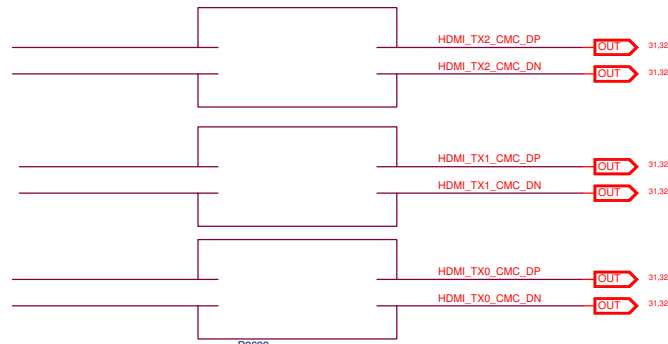 HDMI_TX2_CMC_DP OUT 31,32
HDMI_TX2_CMC_DN OUT 31,32
HDMI_TX1_CMC_DP OUT 31,32
HDMI_TX1_CMC_DN OUT 31,32
HDMI_TX0_CMC_DP OUT 31,32
HDMI_TX0_CMC_DN OUT 31,32